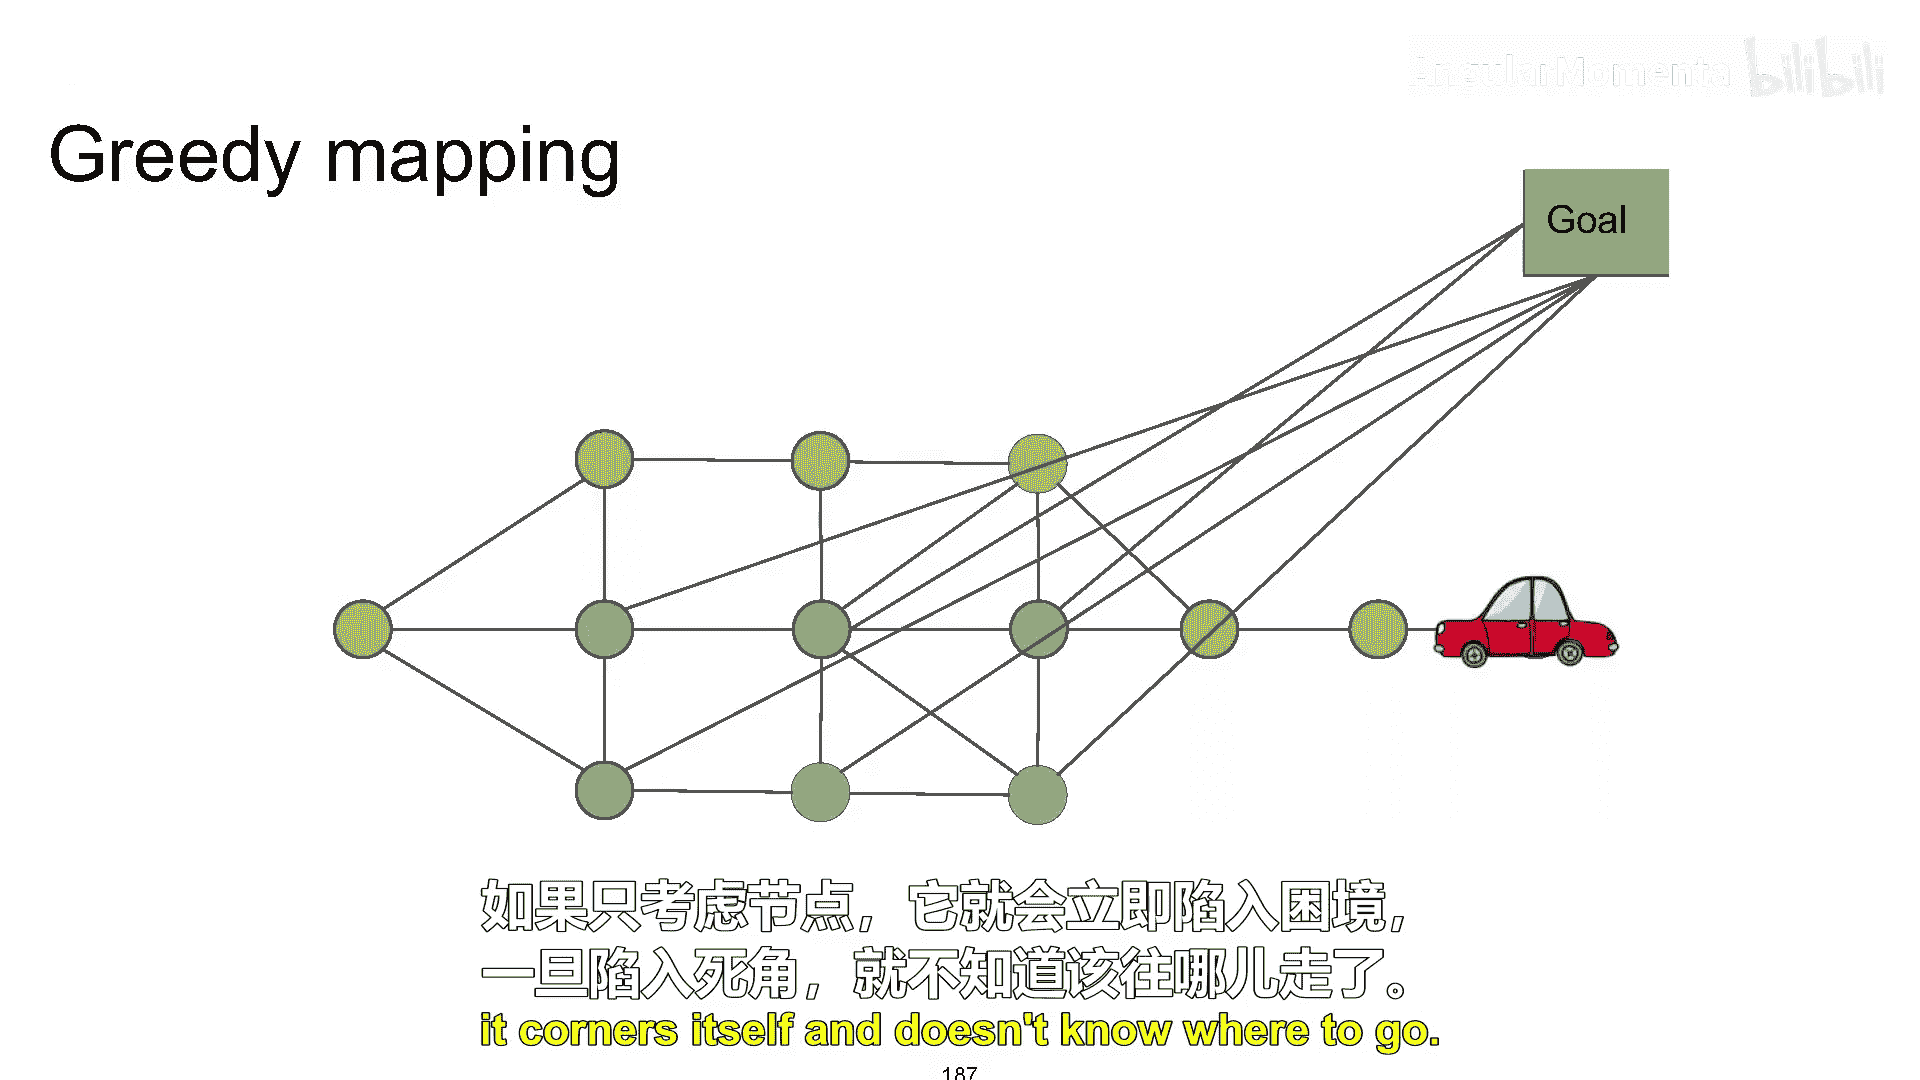 AngularMomenta bilibili
Greedy mapping
Goal
如果只考虑节点，它就会立即陷入困境，
一旦陷入死角，就不知道该往哪儿走了。
it corners itself and doesn't know where to go.
187